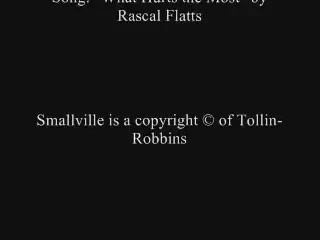 Song: "What Hurts the Most" by
Rascal Flatts
Smallville is a copyright © of Tollin-
Robbins